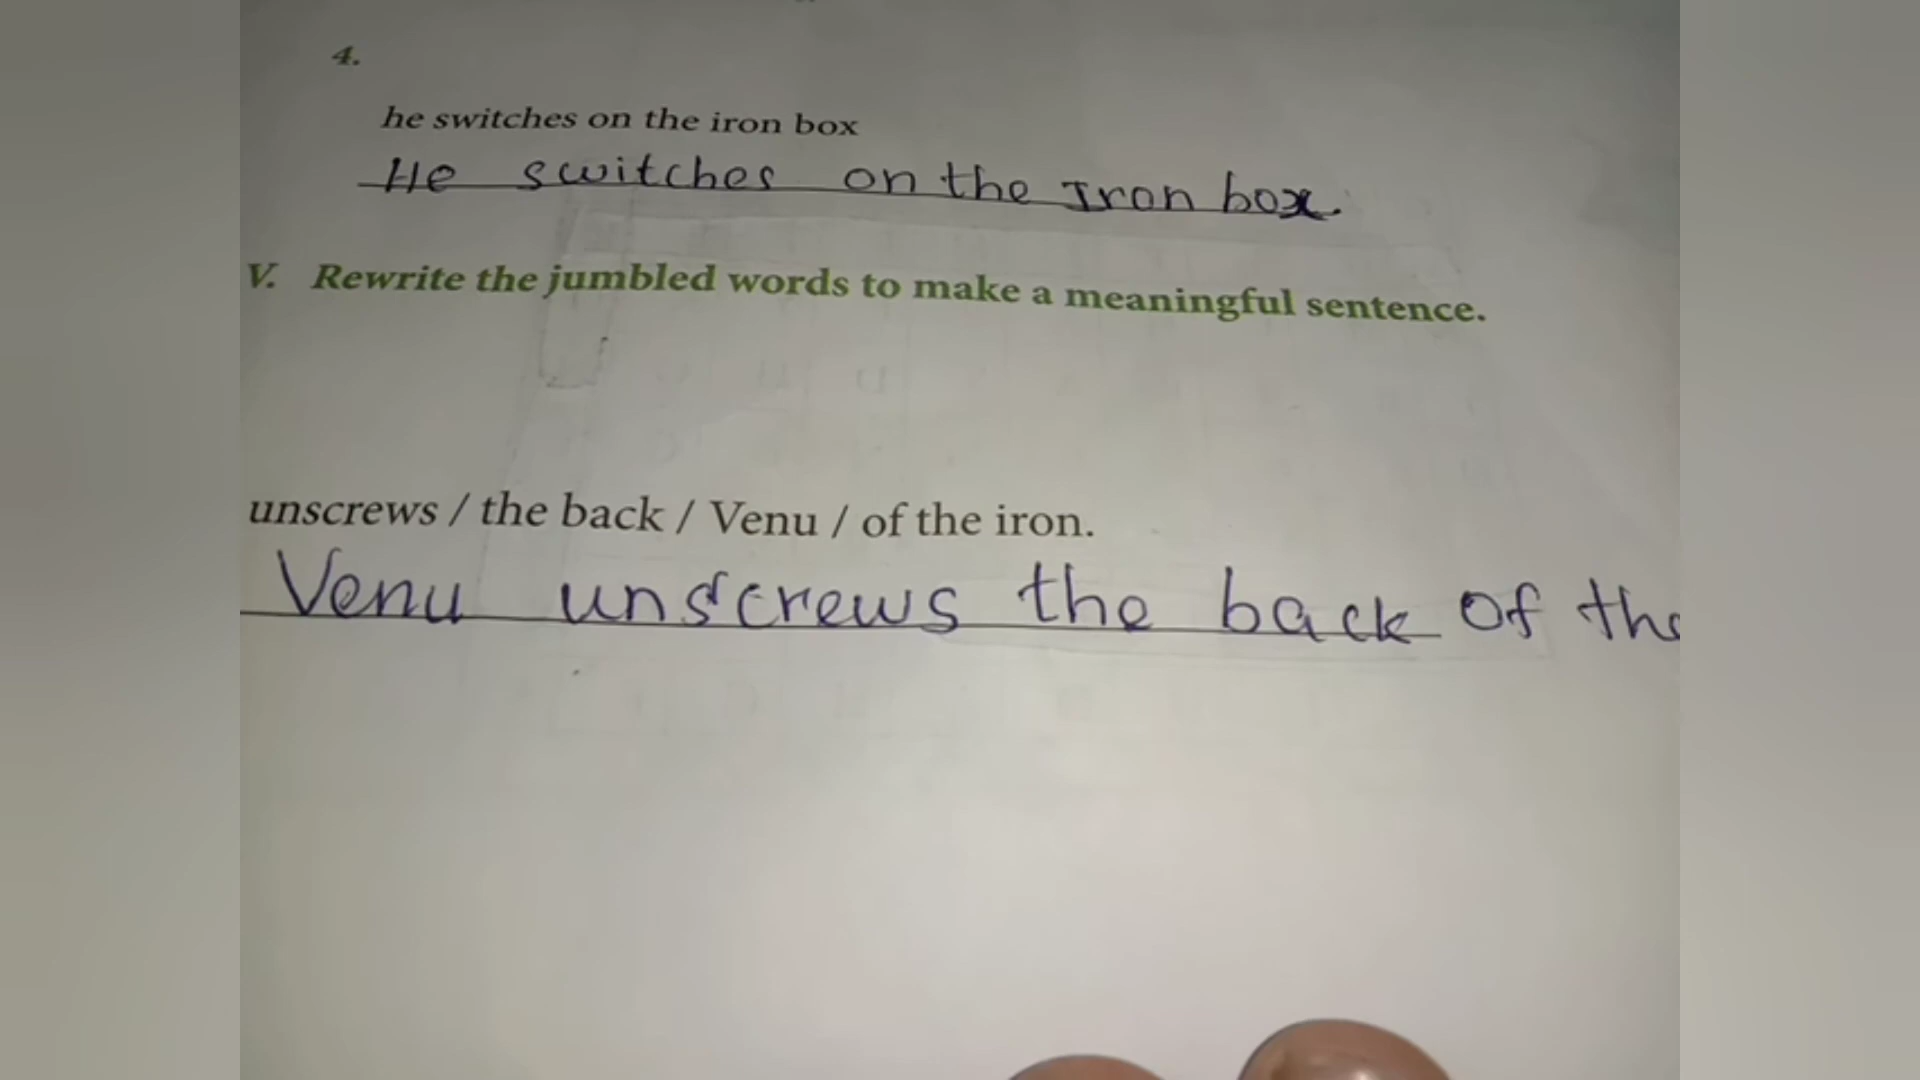 4.
he switches on the iron box
He switches on the Iron box.
V. Rewrite the jumbled words to make a meaningful sentence.
unscrews / the back / Venu / of the iron.
Venu unscrews the back of the